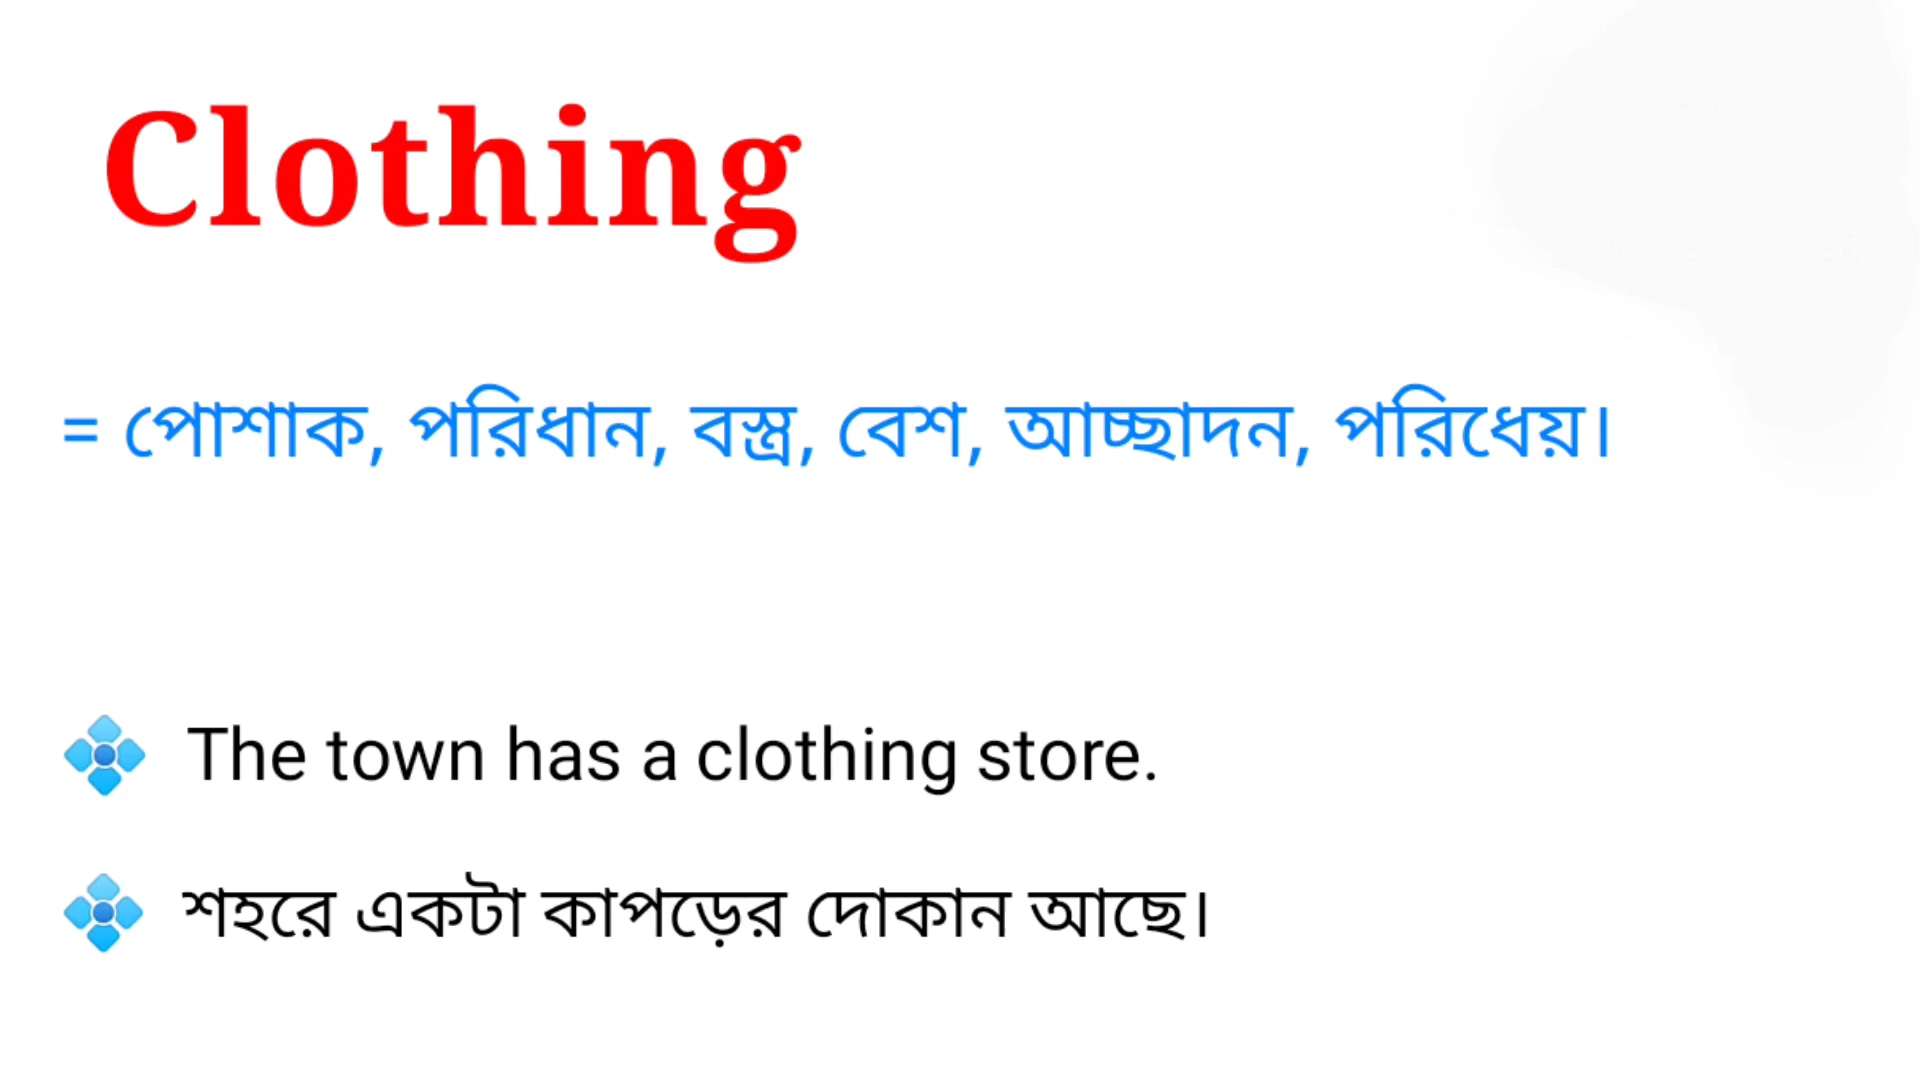 Clothing
= পোশাক, পরিধান, বস্ত্র, বেশ, আচ্ছাদন, পরিধেয়।
The town has a clothing store.
শহরে একটা কাপড়ের দোকান আছে।